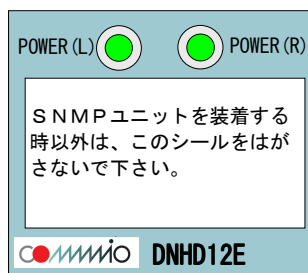 POWER(L)
POWER(R)
ＳＮＭＰユニットを装着する
時以外は、このシールをはが
さないで下さい。
commio DNHD12E